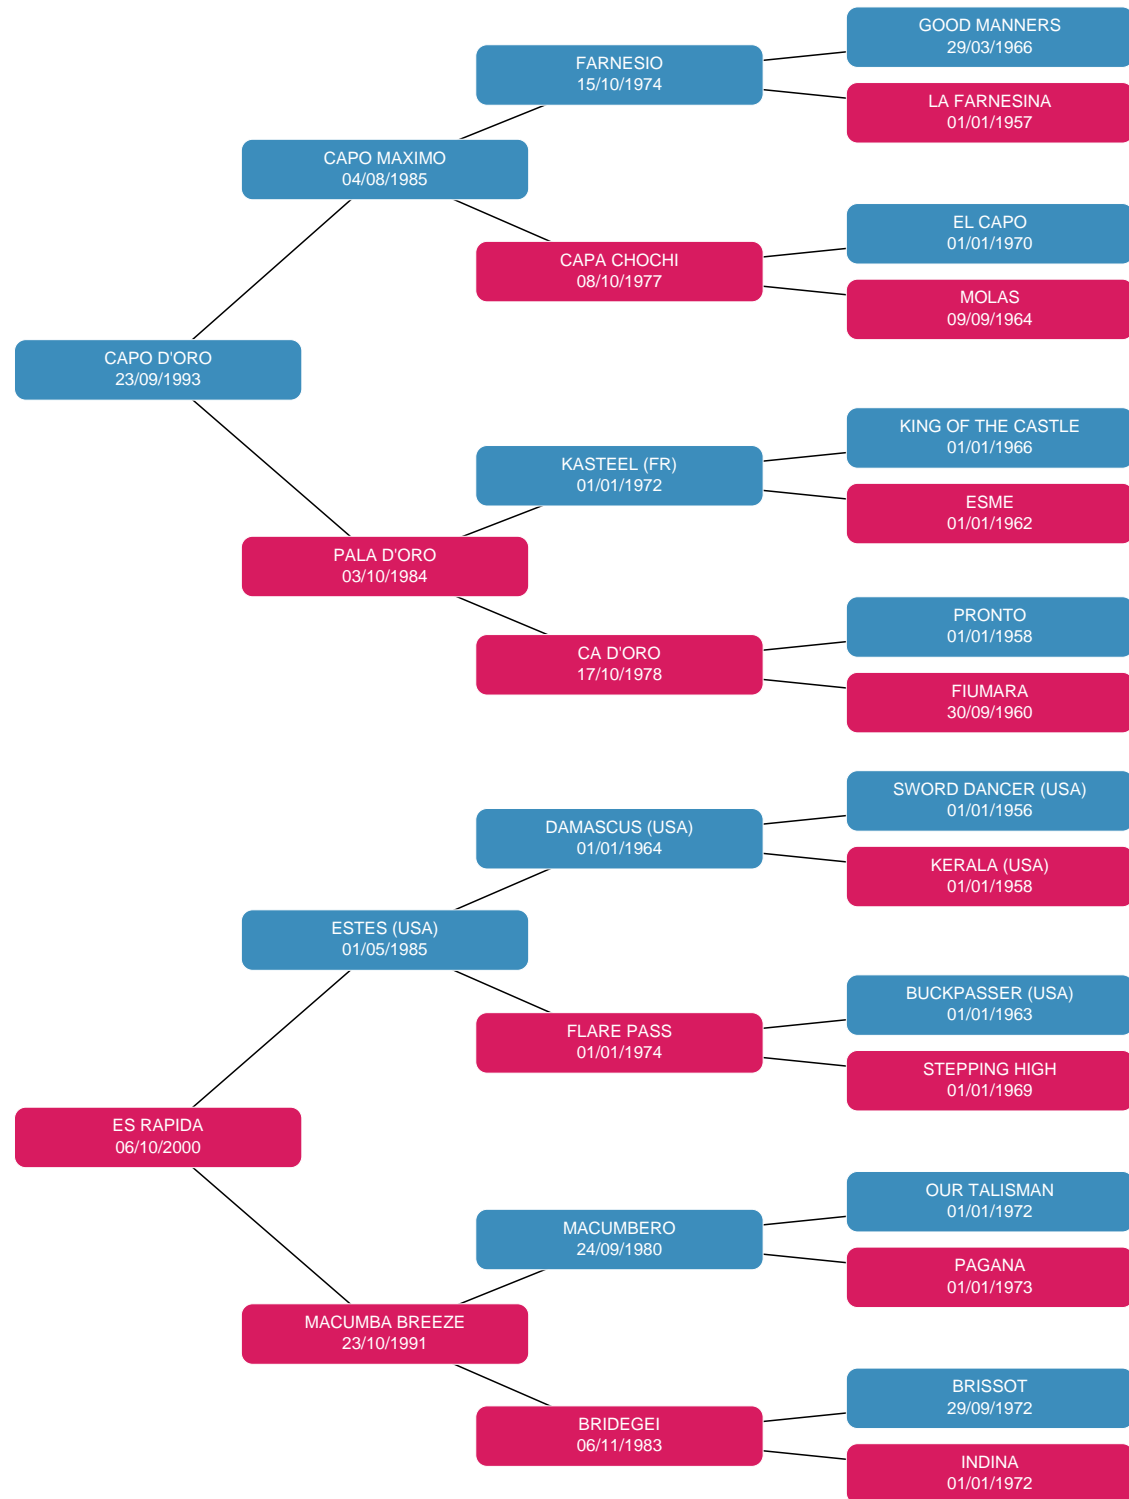 GOOD MANNERS
29/03/1966
FARNESIO
15/10/1974
LA FARNESINA
01/01/1957
CAPO MAXIMO
04/08/1985
EL CAPO
01/01/1970
CAPA CHOCHI
08/10/1977
MOLAS
09/09/1964
CAPO D'ORO
23/09/1993
KING OF THE CASTLE
01/01/1966
KASTEEL (FR)
01/01/1972
ESME
01/01/1962
PALA D'ORO
03/10/1984
PRONTO
01/01/1958
CA D'ORO
17/10/1978
FIUMARA
30/09/1960
SWORD DANCER (USA)
01/01/1956
DAMASCUS (USA)
01/01/1964
KERALA (USA)
01/01/1958
ESTES (USA)
01/05/1985
BUCKPASSER (USA)
01/01/1963
FLARE PASS
01/01/1974
STEPPING HIGH
01/01/1969
ES RAPIDA
06/10/2000
OUR TALISMAN
01/01/1972
MACUMBERO
24/09/1980
PAGANA
01/01/1973
MACUMBA BREEZE
23/10/1991
BRISSOT
29/09/1972
BRIDEGEI
06/11/1983
INDINA
01/01/1972